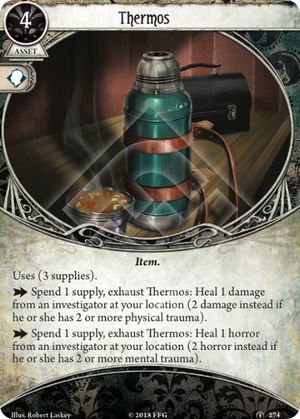 4
Thermos
ASSET
Item.
Uses (3 supplies).
Spend 1 supply, exhaust Thermos: Heal 1 damage
from an investigator at your location (2 damage instead if
he or she has 2 or more physical trauma).
Spend 1 supply, exhaust Thermos: Heal 1 horror
from an investigator at your location (2 horror instead if
he or she has 2 or more mental trauma).
Illus. Robert Laskey
© 2018 FFG
274